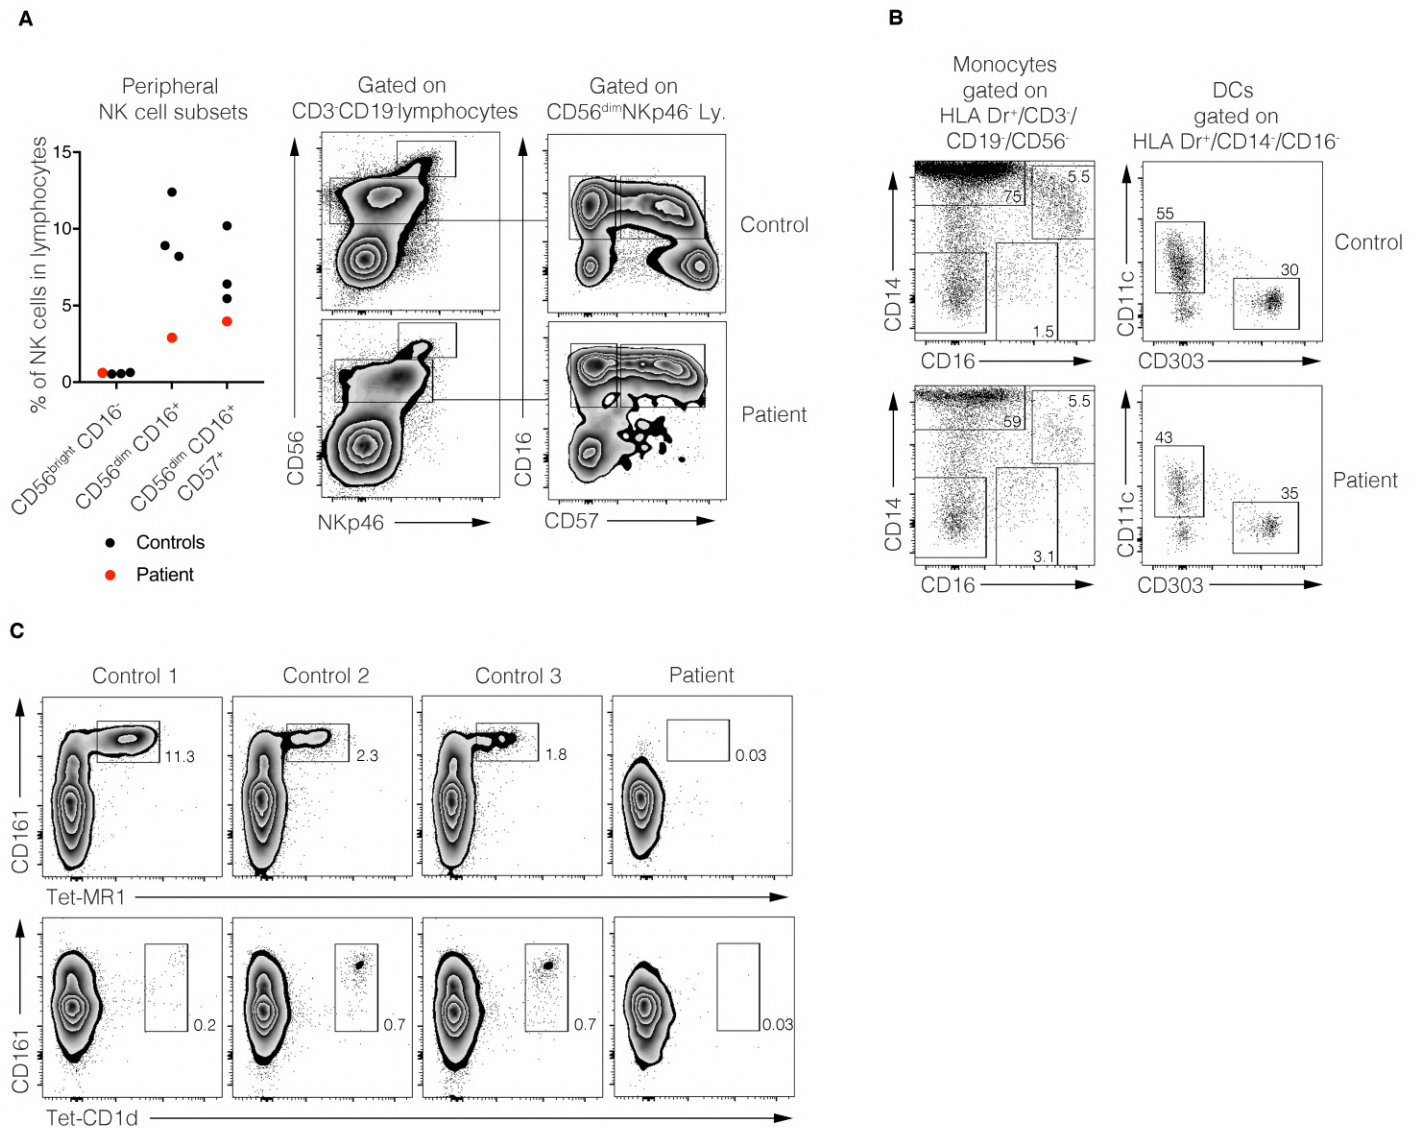 A
Peripheral
NK cell subsets
% of NK cells in lymphocytes
15
10
5
0
CD56bright CD16-
CD56dim CD16+
CD56dim CD16+
CD57+
Controls
Patient
Gated on
CD3-CD19-lymphocytes
Gated on
CD56dimNKp46- Ly.
CD56
NKp46
CD16
CD57
Control
Patient
B
Monocytes
gated on
HLA Dr+/CD3-/
CD19-/CD56-
DCs
gated on
HLA Dr+/CD14-/CD16-
75
5.5
1.5
CD14
CD16
55
30
CD11c
CD303
Control
59
5.5
3.1
CD14
CD16
43
35
CD11c
CD303
Patient
C
Control 1
Control 2
Control 3
Patient
CD161
11.3
2.3
1.8
0.03
Tet-MR1
CD161
0.2
0.7
0.7
0.03
Tet-CD1d